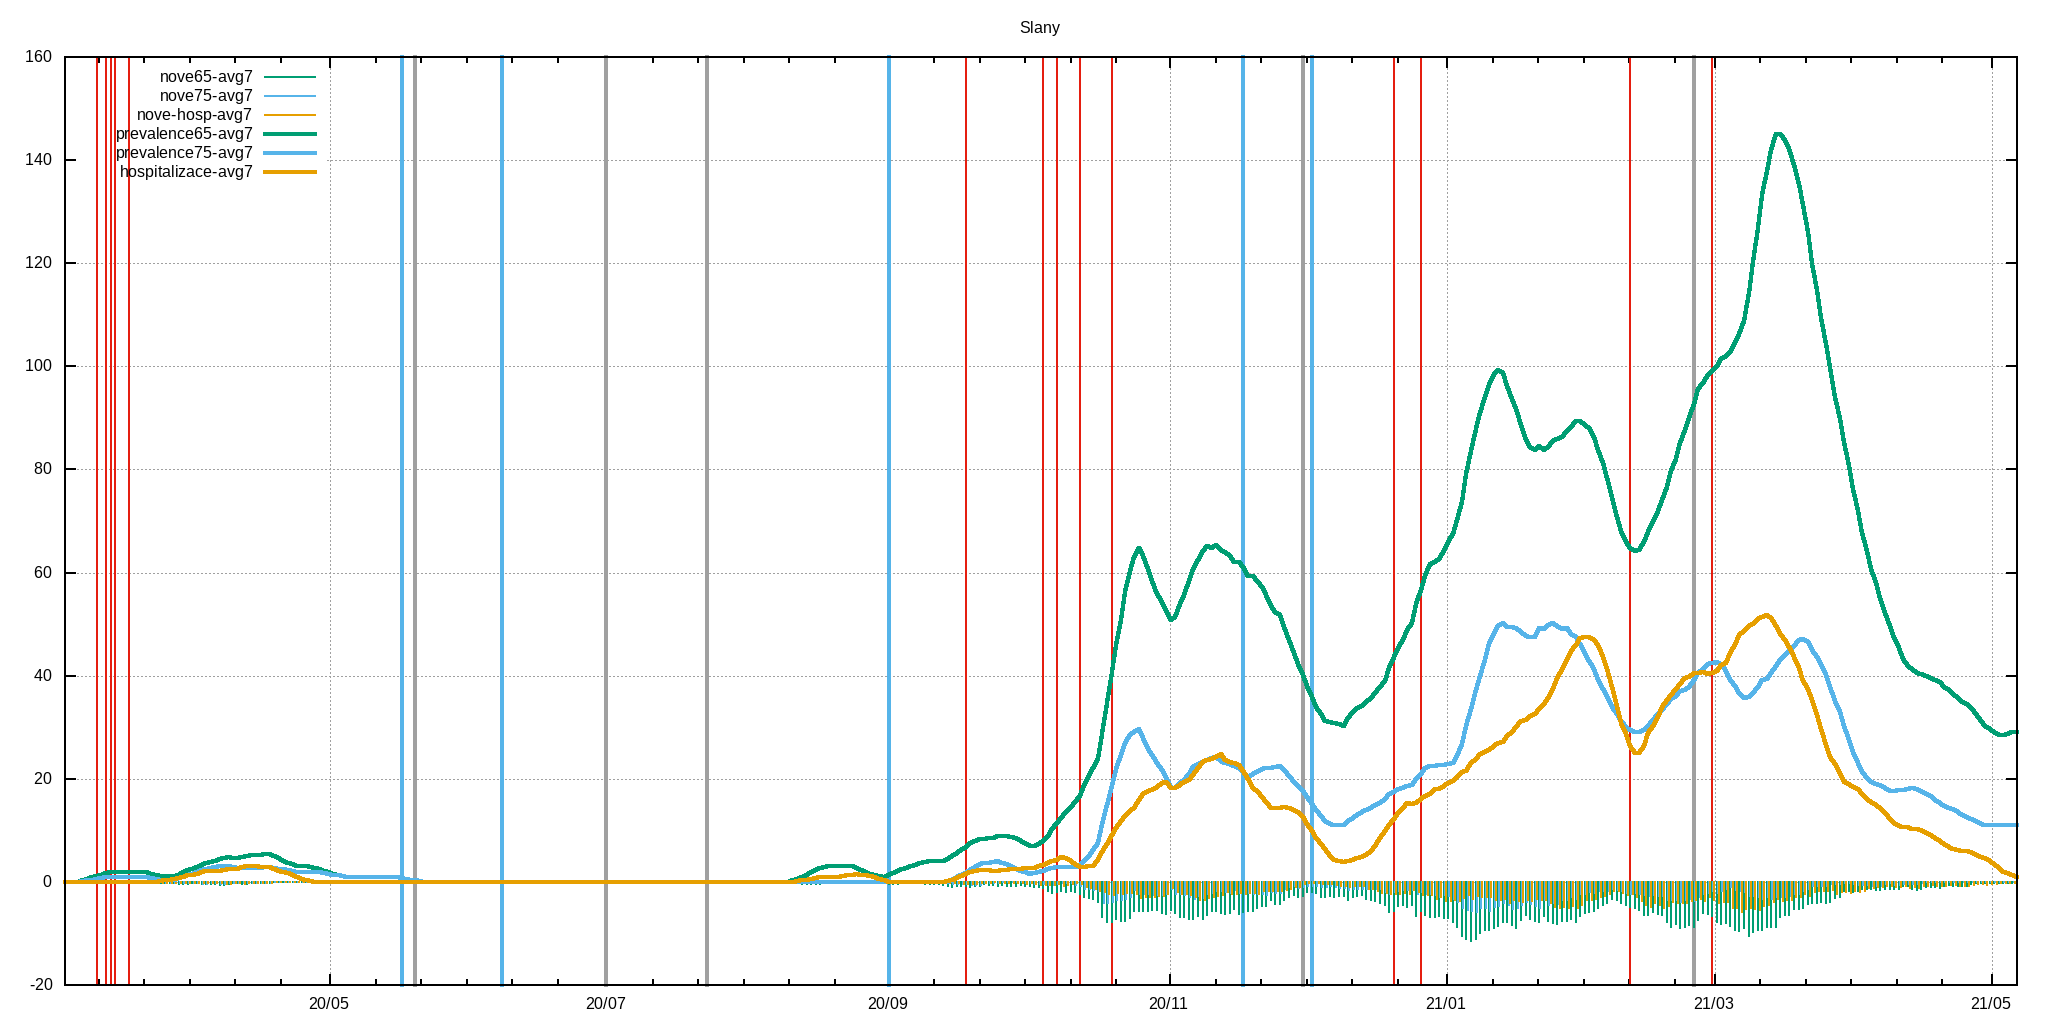 Slany
160
140
120
100
80
60
40
20
0
-20
nove65-avg7
nove75-avg7
nove-hosp-avg7
prevalence65-avg7
prevalence75-avg7
hospitalizace-avg7
20/05 20/07 20/09 20/11 21/01 21/03 21/05